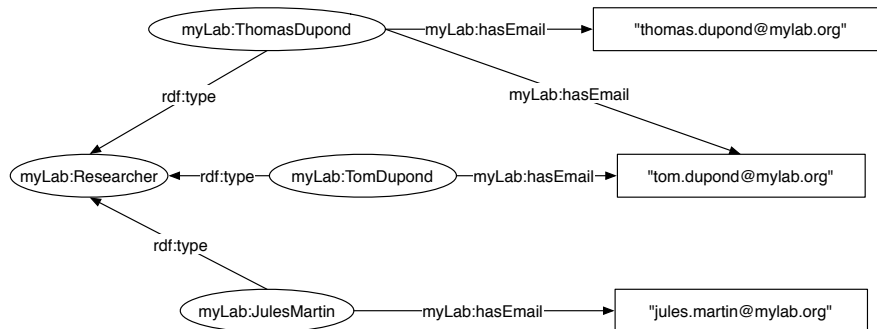 myLab:ThomasDupond
myLab:hasEmail
"thomas.dupond@mylab.org"
rdf:type
myLab:hasEmail
myLab:Researcher
rdf:type
myLab:TomDupond
myLab:hasEmail
"tom.dupond@mylab.org"
rdf:type
myLab:JulesMartin
myLab:hasEmail
"jules.martin@mylab.org"